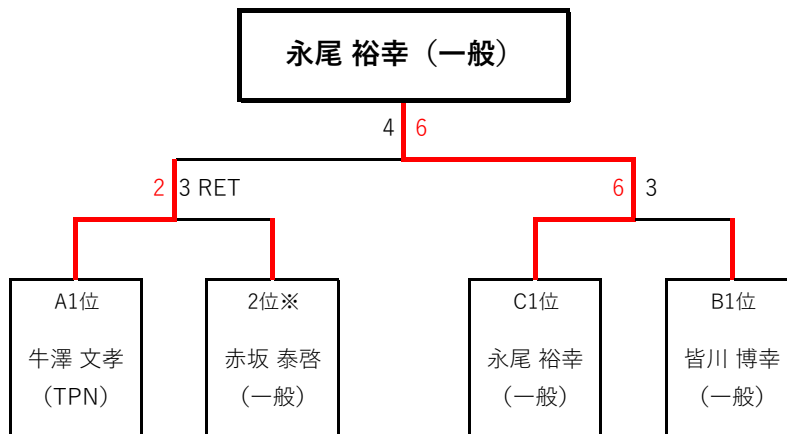 永尾 裕幸（一般）
4 6
2 3 RET 6 3
A1位 2位※ C1位 B1位
牛澤 文孝 赤坂 泰啓 永尾 裕幸 皆川 博幸
（TPN） （一般） （一般） （一般）